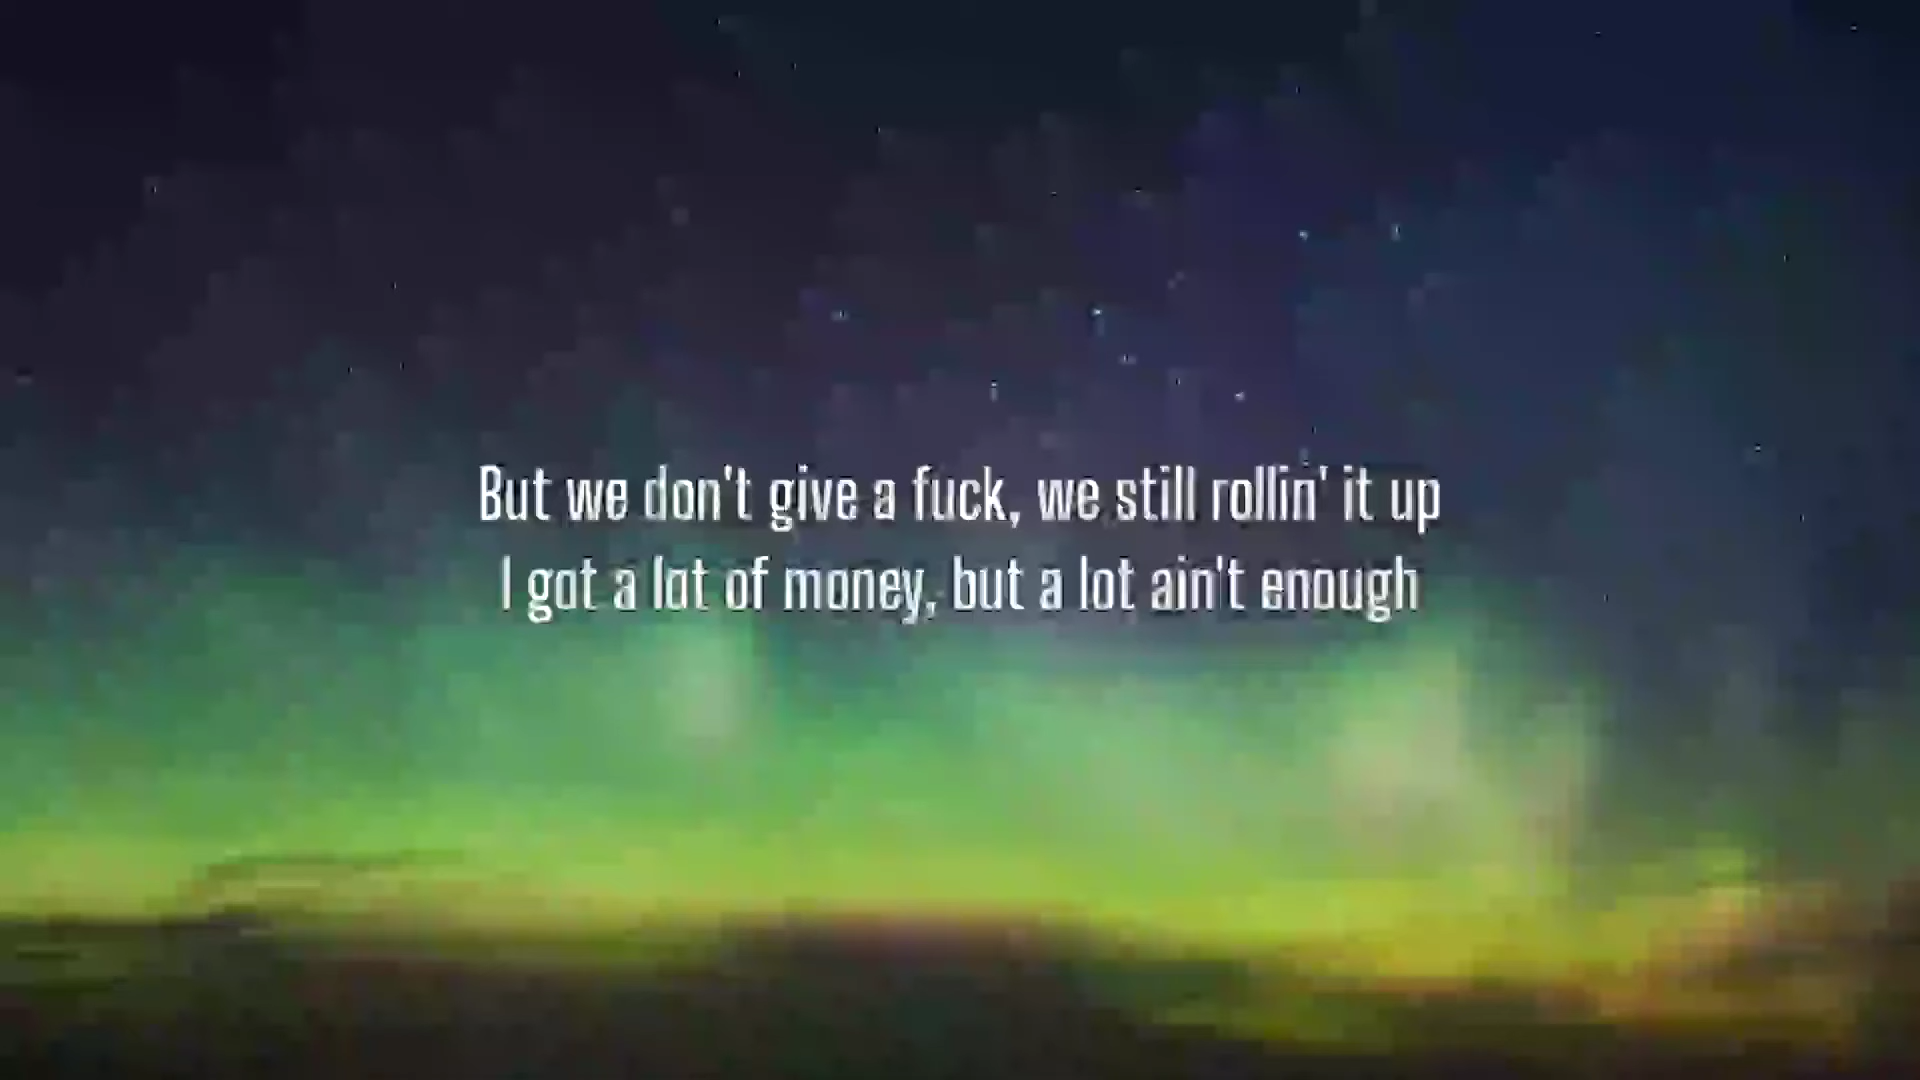 But we don't give a fuck, we still rollin' it up
I got a lot of money, but a lot ain't enough